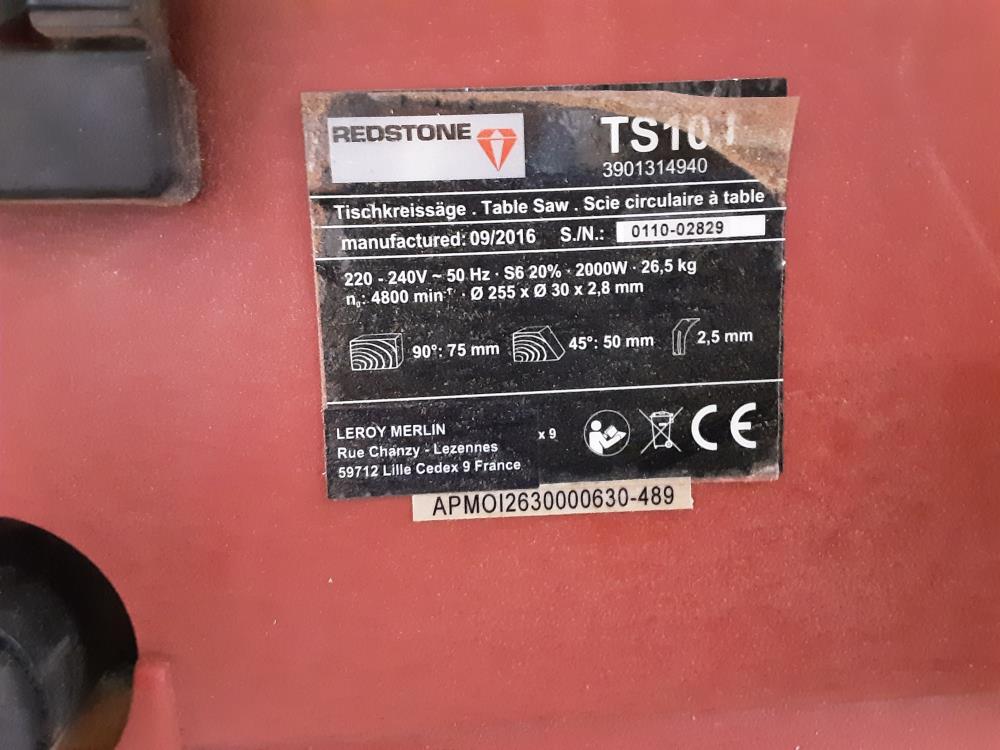 REDSTONE
TS10
3901314940
Tischkreissäge . Table Saw . Scie circulaire à table
manufactured: 09/2016 S./N.: 0110-02829
220 - 240V ~ 50 Hz · S6 20% · 2000W · 26,5 kg
n₀: 4800 min⁻¹ · Ø 255 x Ø 30 x 2,8 mm
90°: 75 mm 45°: 50 mm 2,5 mm
LEROY MERLIN x 9
Rue Chanzy - Lezennes
59712 Lille Cedex 9 France
CE
APMOI2630000630-489